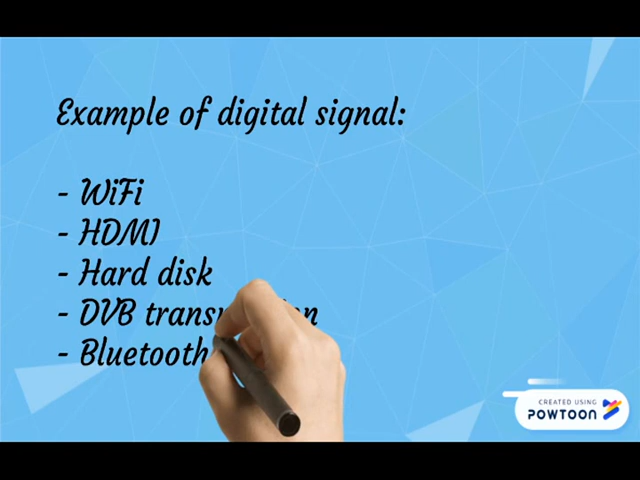 Example of digital signal:
- WiFi
- HDMI
- Hard disk
- DVB
- Bluetooth
CREATED USING
POWTOON